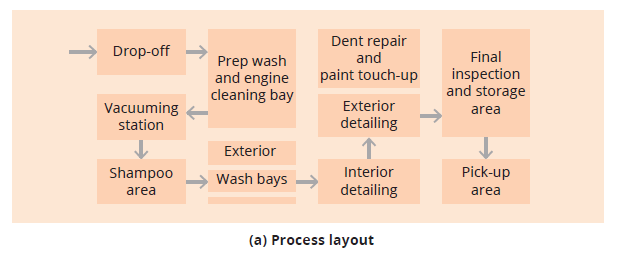 Drop-off
Prep wash
and engine
cleaning bay
Vacuuming
station
Shampoo
area
Exterior
Wash bays
Dent repair
and
paint touch-up
Exterior
detailing
Interior
detailing
Final
inspection
and storage
area
Pick-up
area
(a) Process layout